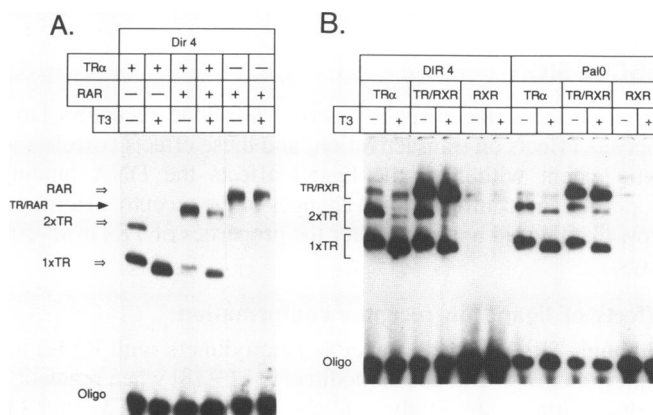 A.
Dir 4
TRα + + + + — —
RAR — — + + + +
T3 — + — + — +
RAR ⇒
TR/RAR →
2xTR ⇒
1xTR ⇒
Oligo
B.
DIR 4 Pal0
TRα TR/RXR RXR TRα TR/RXR RXR
T3 − + − + − + − + − + − +
TR/RXR
2xTR
1xTR
Oligo